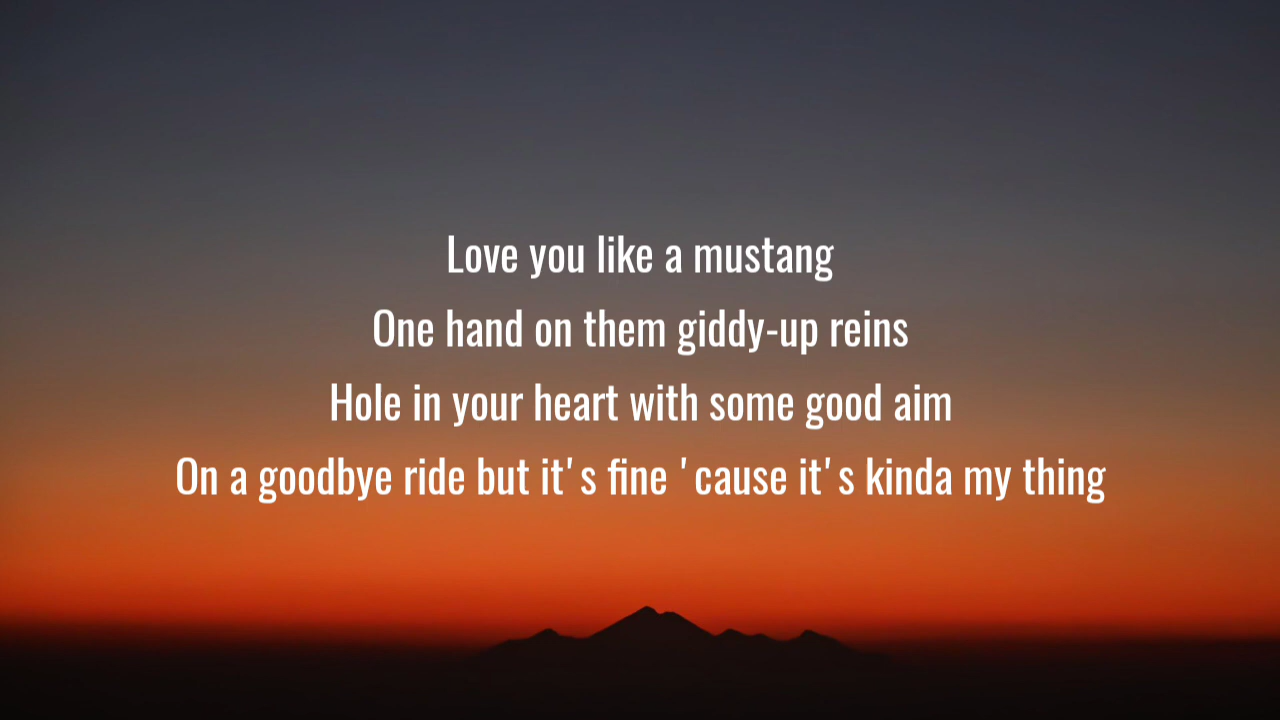 Love you like a mustang
One hand on them giddy-up reins
Hole in your heart with some good aim
On a goodbye ride but it's fine 'cause it's kinda my thing